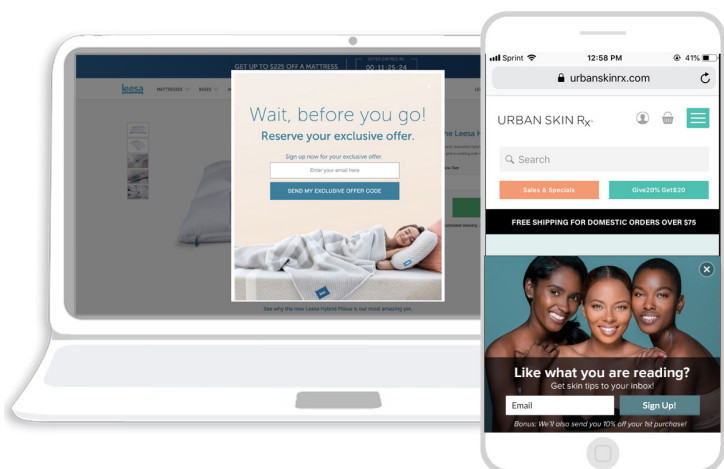 GET UP TO $225 OFF A MATTRESS
OFFER EXPIRES IN:
00:11:25:24
leesa
MATTRESSES
BASES
Wait, before you go!
Reserve your exclusive offer.
Sign up now for your exclusive offer.
Enter your email here
SEND MY EXCLUSIVE OFFER CODE
See why the new Leesa Hybrid Pillow is our most amazing yet.
Sprint
12:58 PM
41%
urbanskinrx.com
URBAN SKIN Rx
Search
Sales & Specials
Give20% Get$20
FREE SHIPPING FOR DOMESTIC ORDERS OVER $75
Like what you are reading?
Get skin tips to your inbox!
Email
Sign Up!
Bonus: We'll also send you 10% off your 1st purchase!